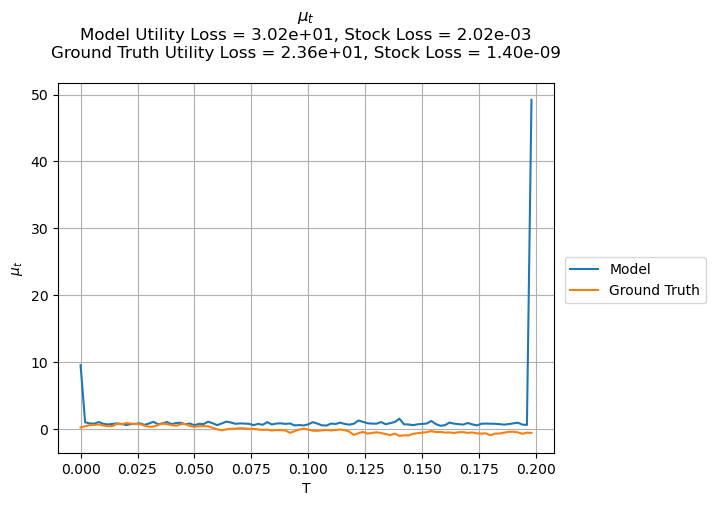 μₜ
Model Utility Loss = 3.02e+01, Stock Loss = 2.02e-03
Ground Truth Utility Loss = 2.36e+01, Stock Loss = 1.40e-09
50
40
30
20
10
0
μₜ
0.000 0.025 0.050 0.075 0.100 0.125 0.150 0.175 0.200
T
Model
Ground Truth